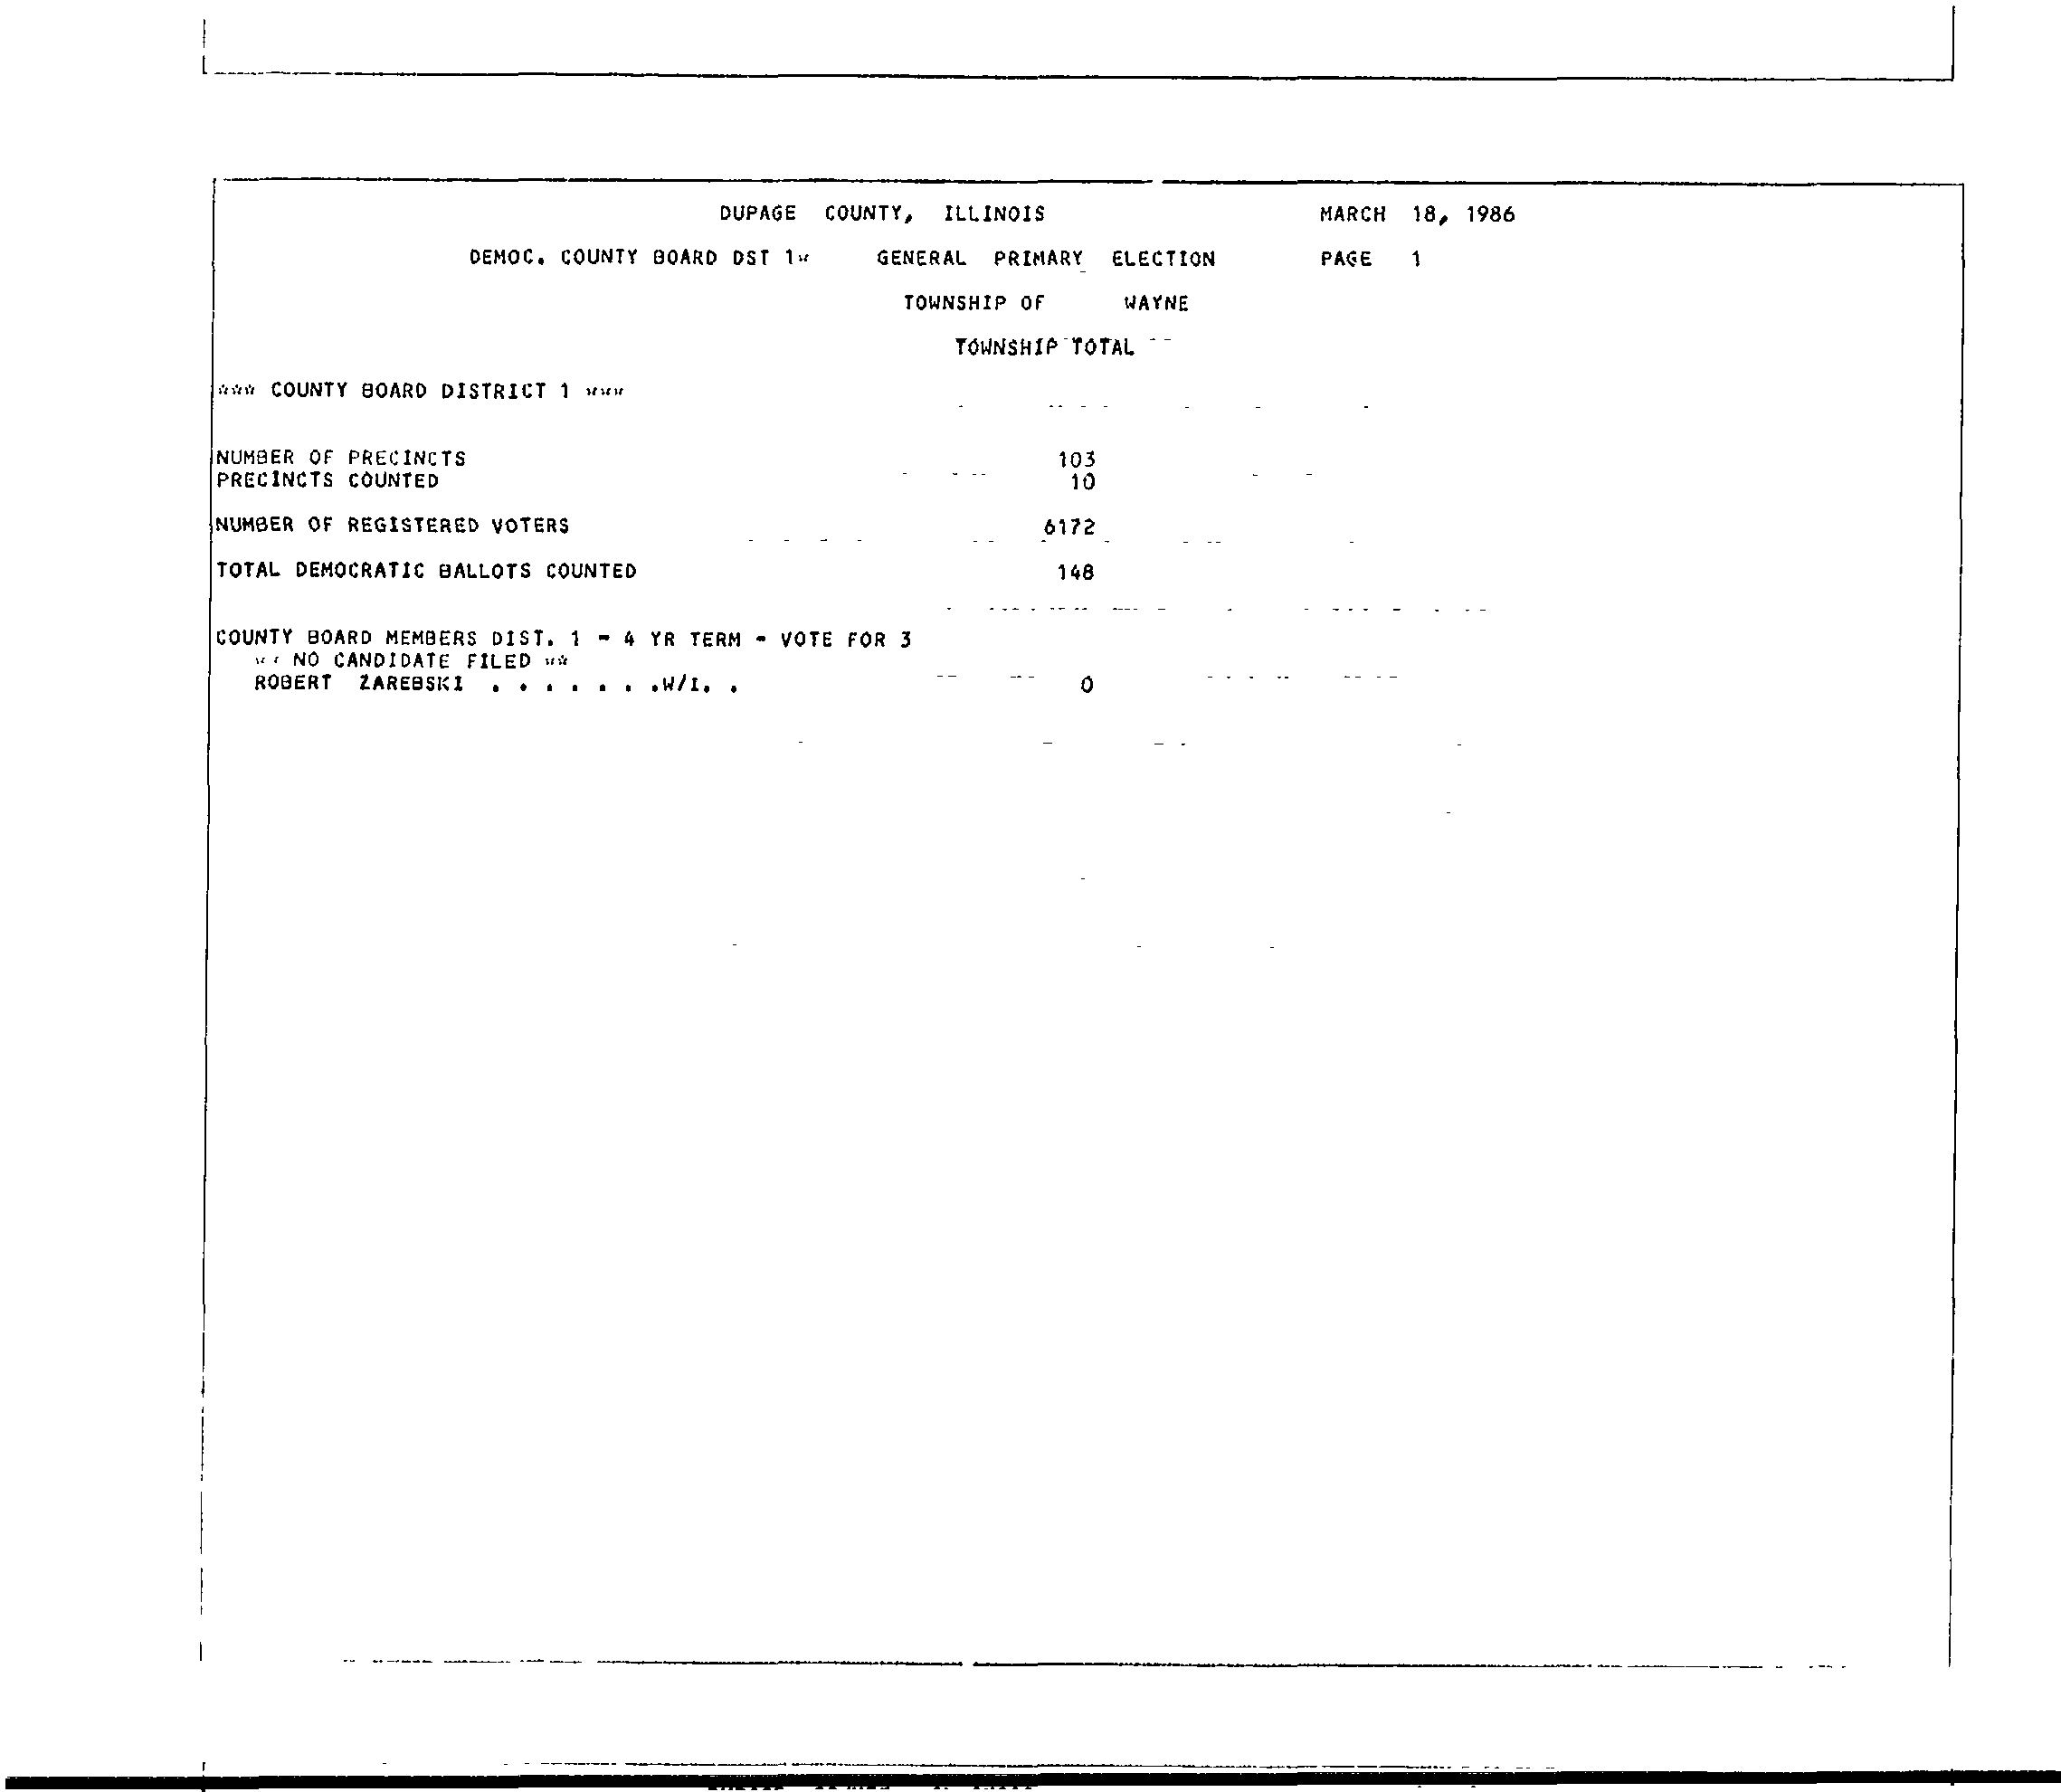 DUPAGE COUNTY, ILLINOIS MARCH 18, 1986
DEMOC. COUNTY BOARD DST 1* GENERAL PRIMARY ELECTION PAGE 1
TOWNSHIP OF WAYNE
TOWNSHIP TOTAL
*** COUNTY BOARD DISTRICT 1 ***
NUMBER OF PRECINCTS 103
PRECINCTS COUNTED 10
NUMBER OF REGISTERED VOTERS 6172
TOTAL DEMOCRATIC BALLOTS COUNTED 148
COUNTY BOARD MEMBERS DIST. 1 - 4 YR TERM - VOTE FOR 3
** NO CANDIDATE FILED **
ROBERT ZAREBSKI . . . . . . .W/I. . 0